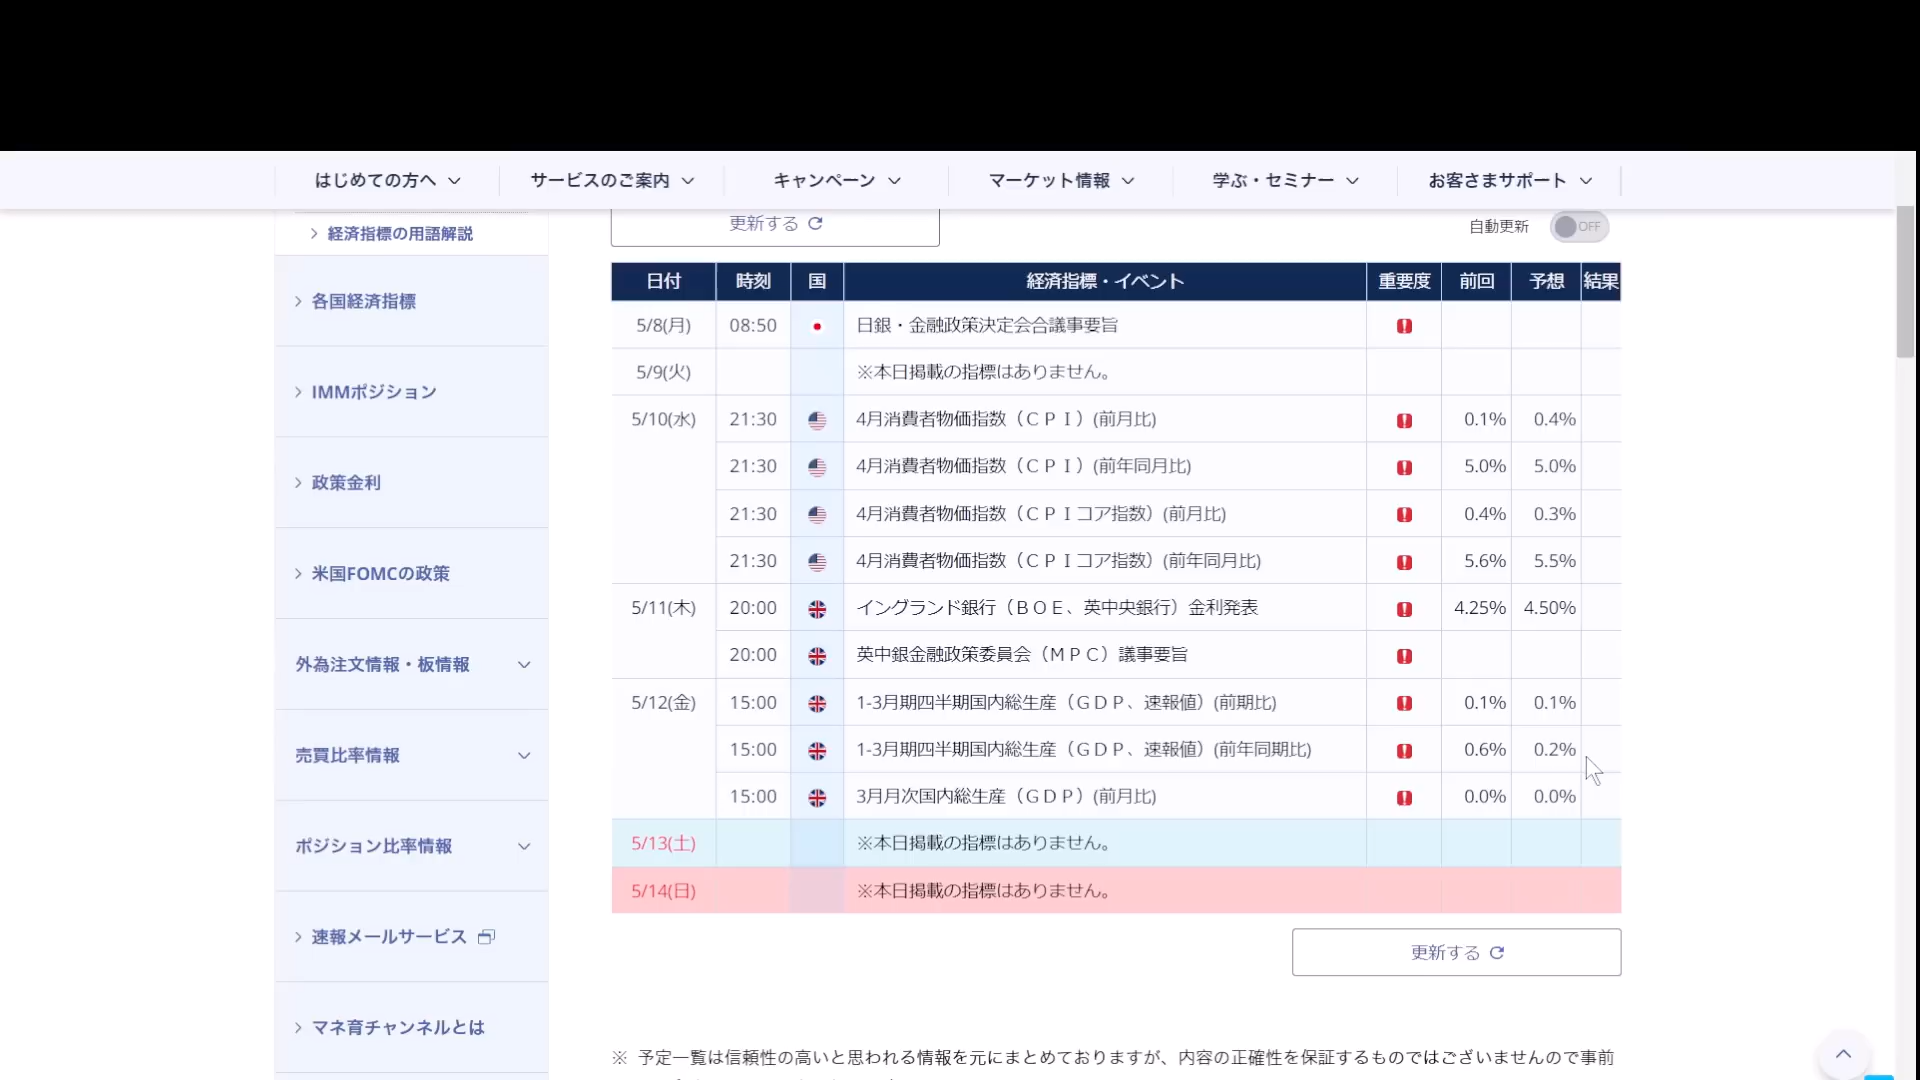 はじめての方へ
サービスのご案内
キャンペーン
マーケット情報
学ぶ・セミナー
お客さまサポート
経済指標の用語解説
各国経済指標
IMMポジション
政策金利
米国FOMCの政策
外為注文情報・板情報
売買比率情報
ポジション比率情報
速報メールサービス
マネ育チャンネルとは
更新する
自動更新 OFF
日付 時刻 国 経済指標・イベント 重要度 前回 予想 結果
5/8(月) 08:50 日銀・金融政策決定会合議事要旨
5/9(火) ※本日掲載の指標はありません。
5/10(水) 21:30 4月消費者物価指数（ＣＰＩ）(前月比) 0.1% 0.4%
21:30 4月消費者物価指数（ＣＰＩ）(前年同月比) 5.0% 5.0%
21:30 4月消費者物価指数（ＣＰＩコア指数）(前月比) 0.4% 0.3%
21:30 4月消費者物価指数（ＣＰＩコア指数）(前年同月比) 5.6% 5.5%
5/11(木) 20:00 イングランド銀行（ＢＯＥ、英中央銀行）金利発表 4.25% 4.50%
20:00 英中銀金融政策委員会（ＭＰＣ）議事要旨
5/12(金) 15:00 1-3月期四半期国内総生産（ＧＤＰ、速報値）(前期比) 0.1% 0.1%
15:00 1-3月期四半期国内総生産（ＧＤＰ、速報値）(前年同期比) 0.6% 0.2%
15:00 3月月次国内総生産（ＧＤＰ）(前月比) 0.0% 0.0%
5/13(土) ※本日掲載の指標はありません。
5/14(日) ※本日掲載の指標はありません。
更新する
※ 予定一覧は信頼性の高いと思われる情報を元にまとめておりますが、内容の正確性を保証するものではございませんので事前